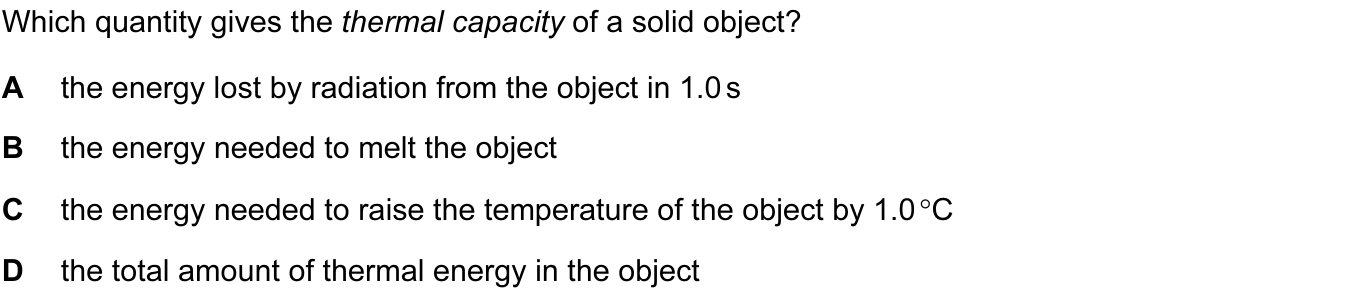 Which quantity gives the thermal capacity of a solid object?
A the energy lost by radiation from the object in 1.0 s
B the energy needed to melt the object
C the energy needed to raise the temperature of the object by 1.0 °C
D the total amount of thermal energy in the object